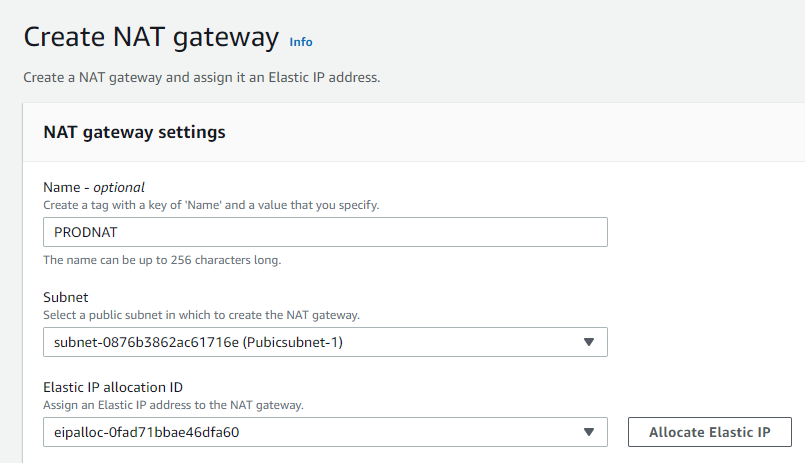 Create NAT gateway Info
Create a NAT gateway and assign it an Elastic IP address.
NAT gateway settings
Name - optional
Create a tag with a key of 'Name' and a value that you specify.
PRODNAT
The name can be up to 256 characters long.
Subnet
Select a public subnet in which to create the NAT gateway.
subnet-0876b3862ac61716e (Pubicsubnet-1)
Elastic IP allocation ID
Assign an Elastic IP address to the NAT gateway.
eipalloc-0fad71bbae46dfa60
Allocate Elastic IP